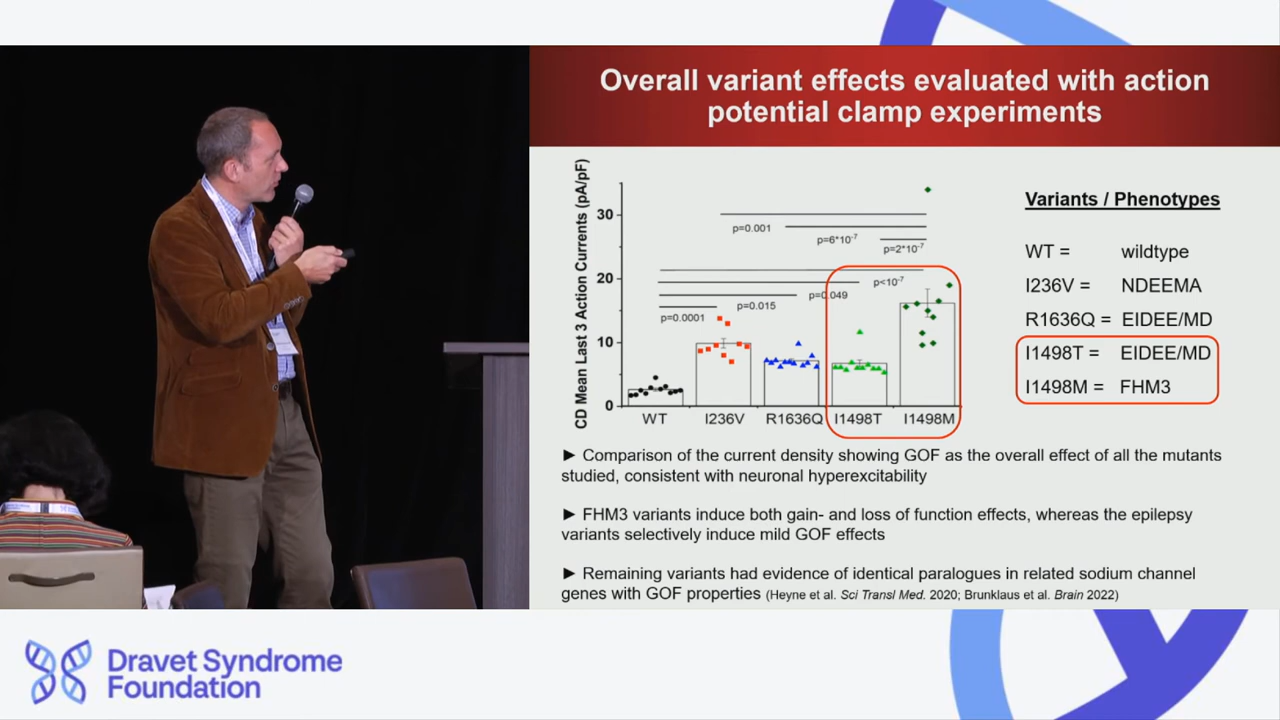 Overall variant effects evaluated with action
potential clamp experiments
CD Mean Last 3 Action Currents (pA/pF)
30
20
10
0
p=0.001
p=6*10⁻⁷
p=2*10⁻⁷
p<10⁻⁷
p=0.049
p=0.015
p=0.0001
WT
I236V
R1636Q
I1498T
I1498M
Variants / Phenotypes
WT = wildtype
I236V = NDEEMA
R1636Q = EIDEE/MD
I1498T = EIDEE/MD
I1498M = FHM3
► Comparison of the current density showing GOF as the overall effect of all the mutants
studied, consistent with neuronal hyperexcitability
► FHM3 variants induce both gain- and loss of function effects, whereas the epilepsy
variants selectively induce mild GOF effects
► Remaining variants had evidence of identical paralogues in related sodium channel
genes with GOF properties (Heyne et al. Sci Transl Med. 2020; Brunklaus et al. Brain 2022)
Dravet Syndrome
Foundation